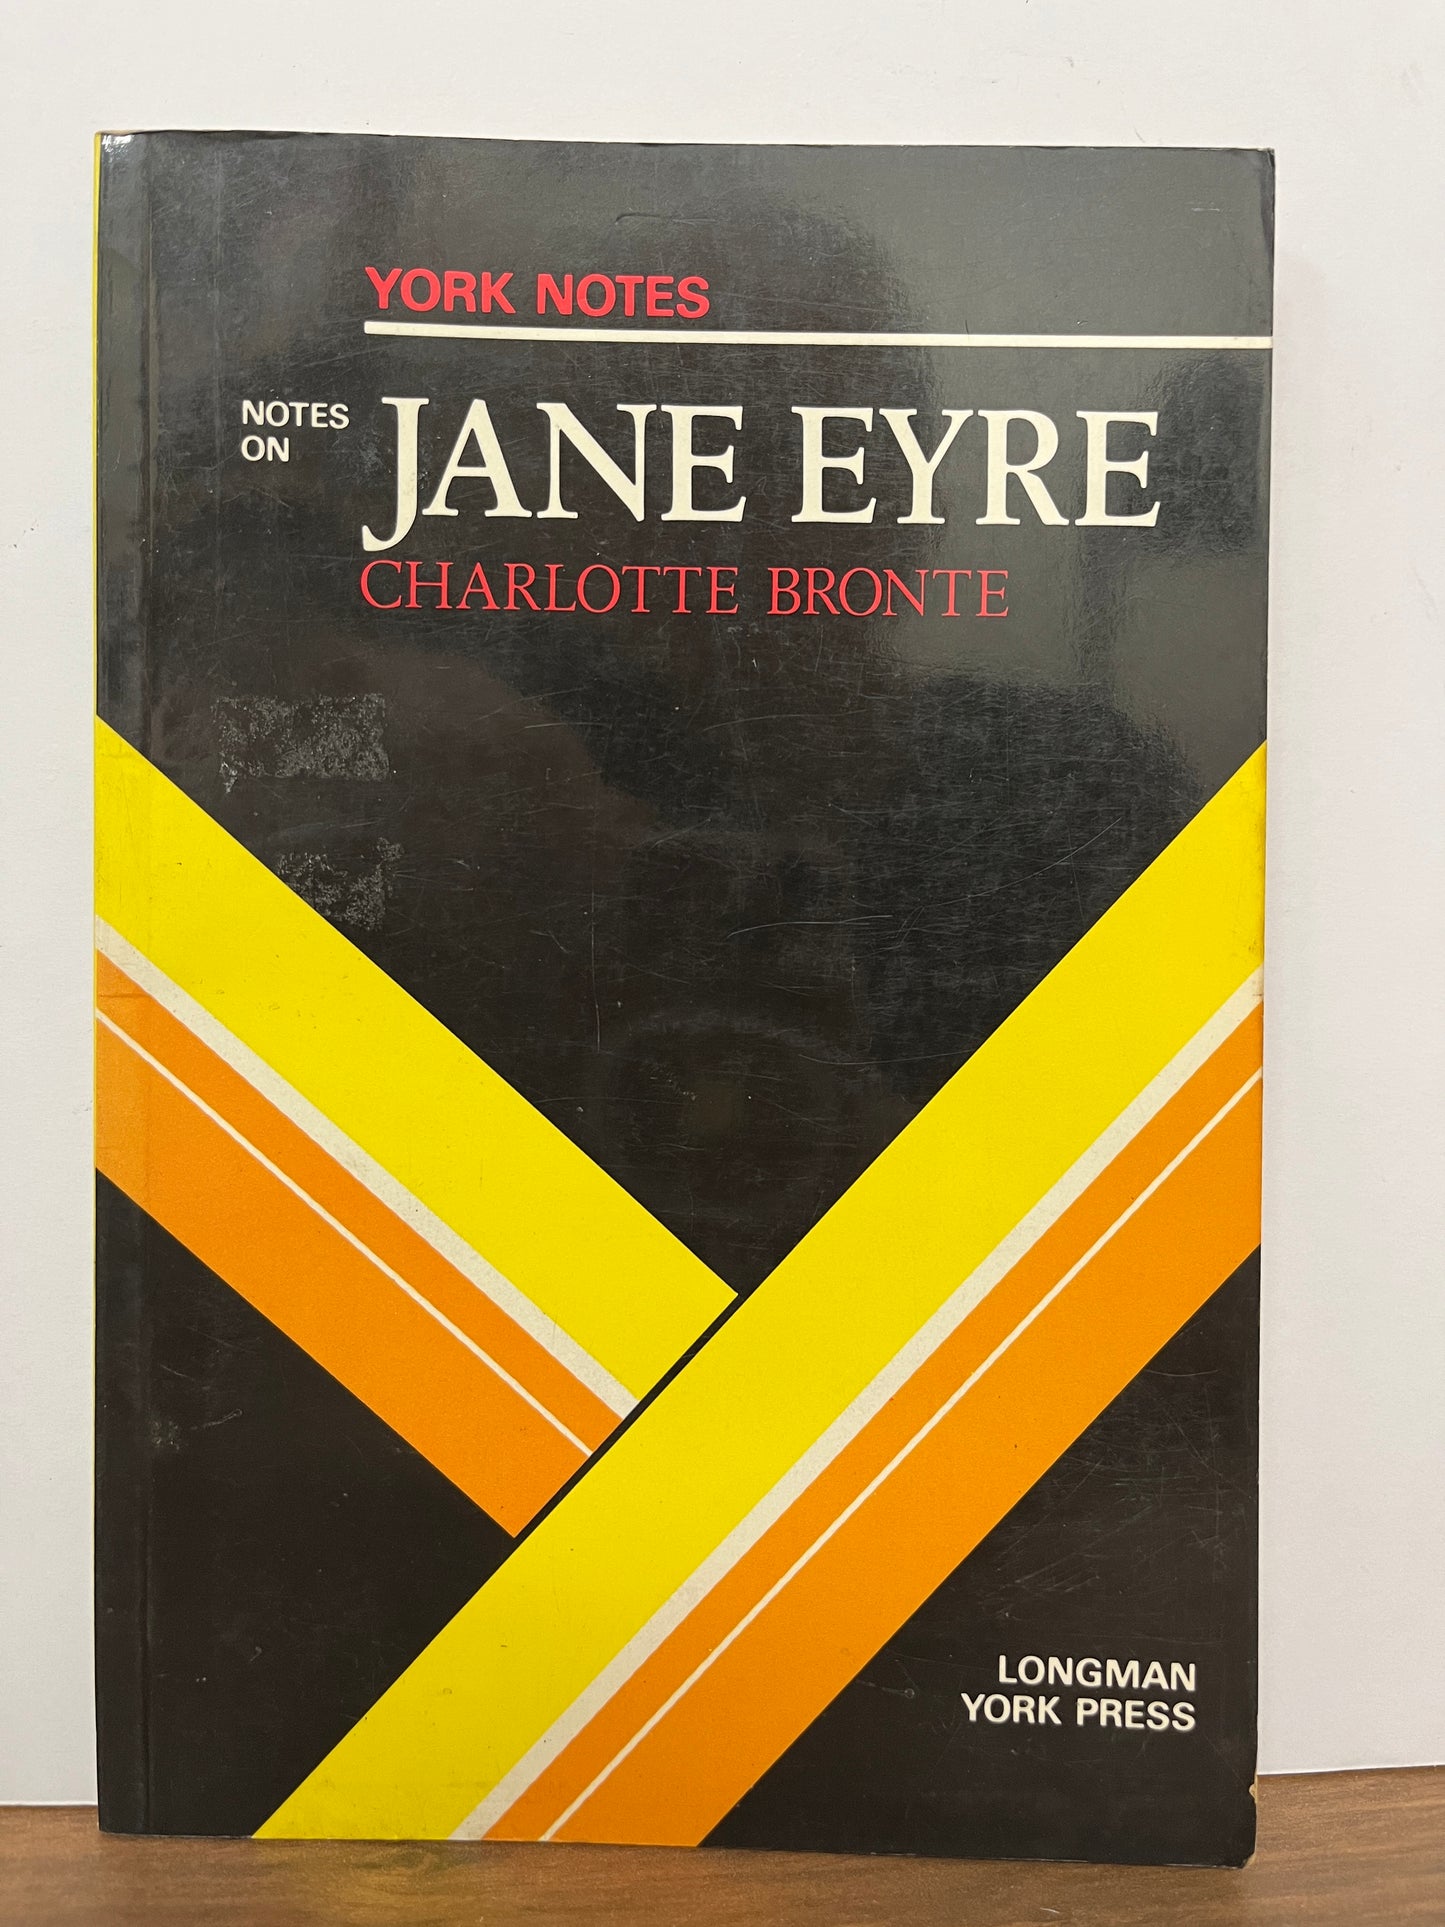 YORK NOTES
NOTES
ON
JANE EYRE
CHARLOTTE BRONTE
LONGMAN
YORK PRESS